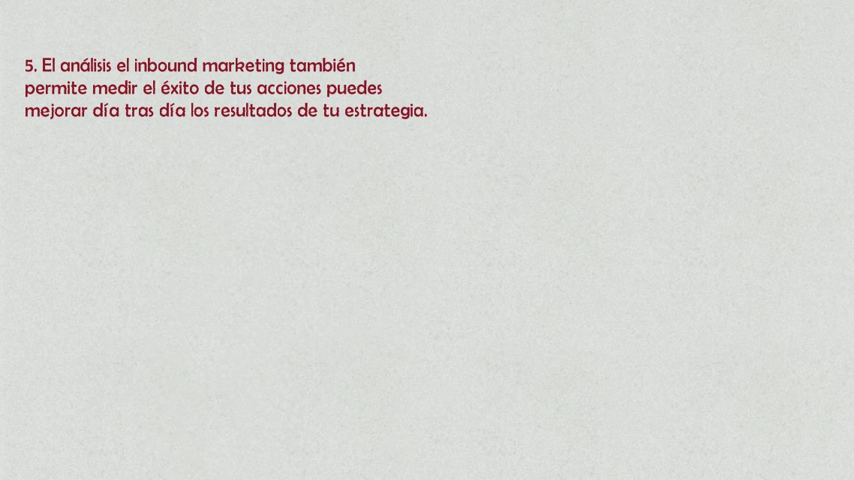 5. El análisis el inbound marketing también
permite medir el éxito de tus acciones puedes
mejorar día tras día los resultados de tu estrategia.